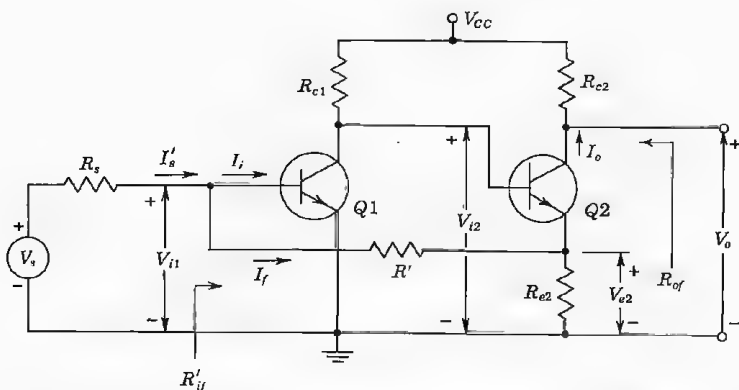 V_CC
R_c1
R_c2
I_o
R_s
I'_s
I_i
Q1
Q2
V_s
V_i1
V_i2
V_o
I_f
R'
R_e2
V_e2
R_of
R'_if